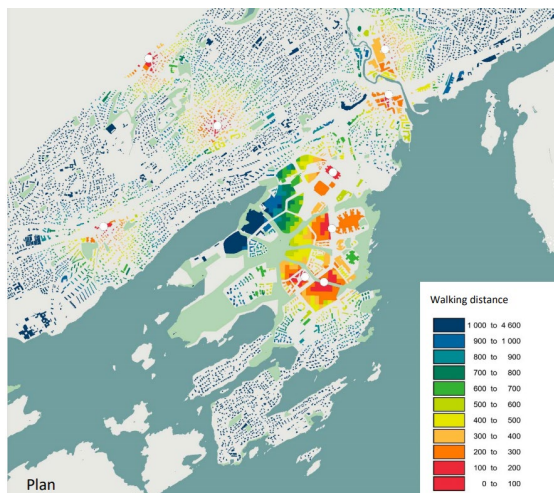 Walking distance
1 000 to 4 600
900 to 1 000
800 to 900
700 to 800
600 to 700
500 to 600
400 to 500
300 to 400
200 to 300
100 to 200
0 to 100
Plan